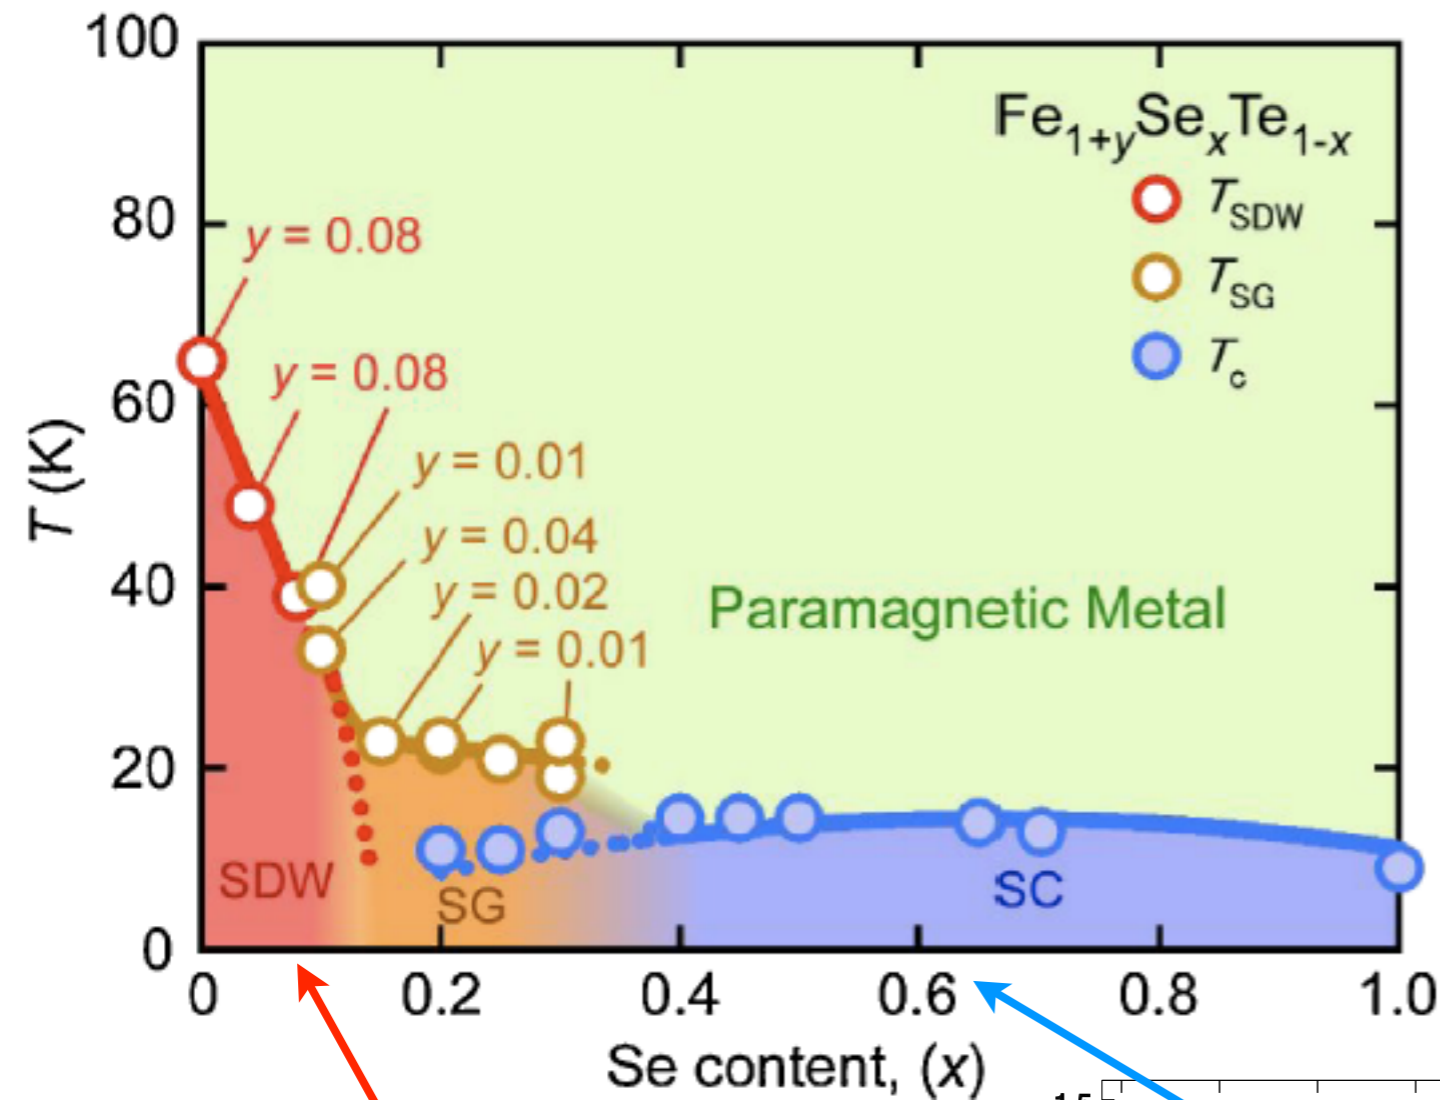 100
80
60
40
20
0
T (K)
Fe1+ySexTe1-x
TSDW
TSG
Tc
y = 0.08
y = 0.08
y = 0.01
y = 0.04
y = 0.02
y = 0.01
Paramagnetic Metal
SDW
SG
SC
0 0.2 0.4 0.6 0.8 1.0
Se content, (x)
15